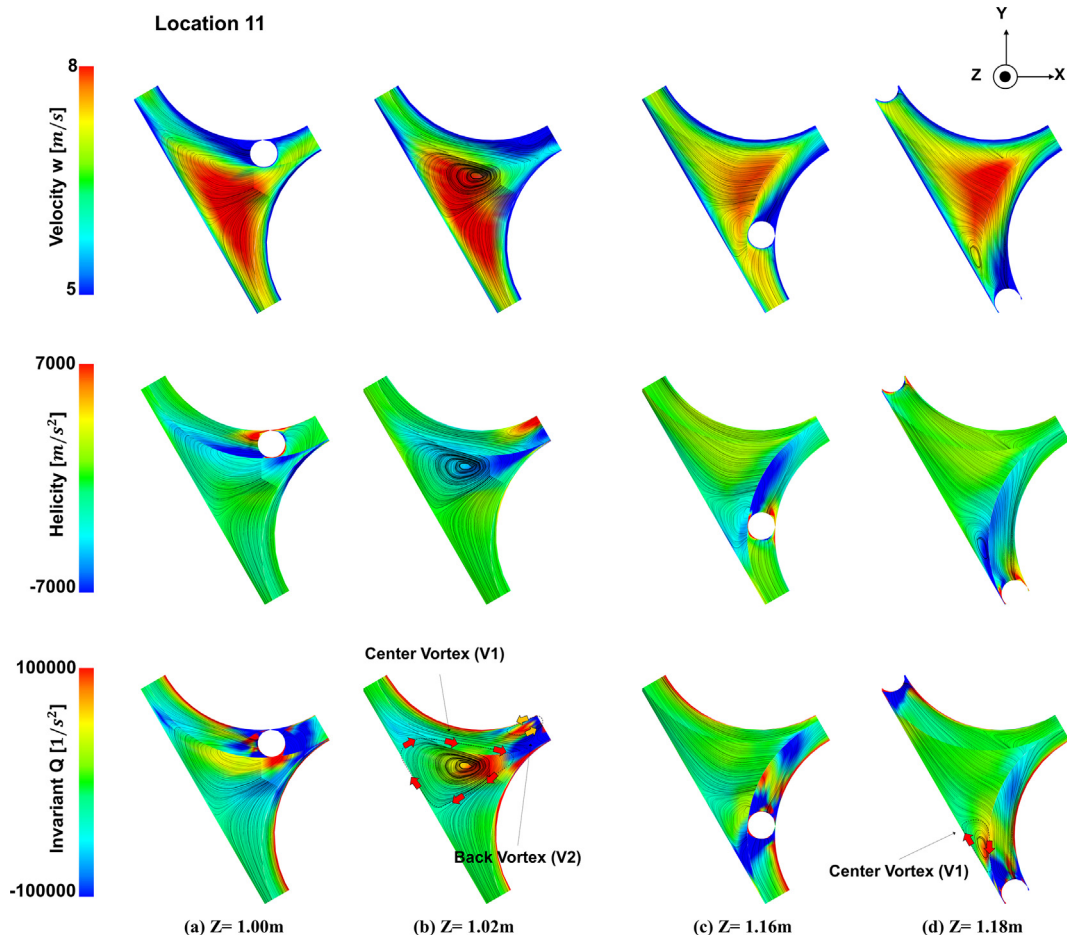 Location 11
Y
Z
X
8
Velocity w [m/s]
5
7000
Helicity [m/s²]
-7000
100000
Invariant Q [1/s²]
-100000
Center Vortex (V1)
Back Vortex (V2)
Center Vortex (V1)
(a) Z= 1.00m
(b) Z= 1.02m
(c) Z= 1.16m
(d) Z= 1.18m